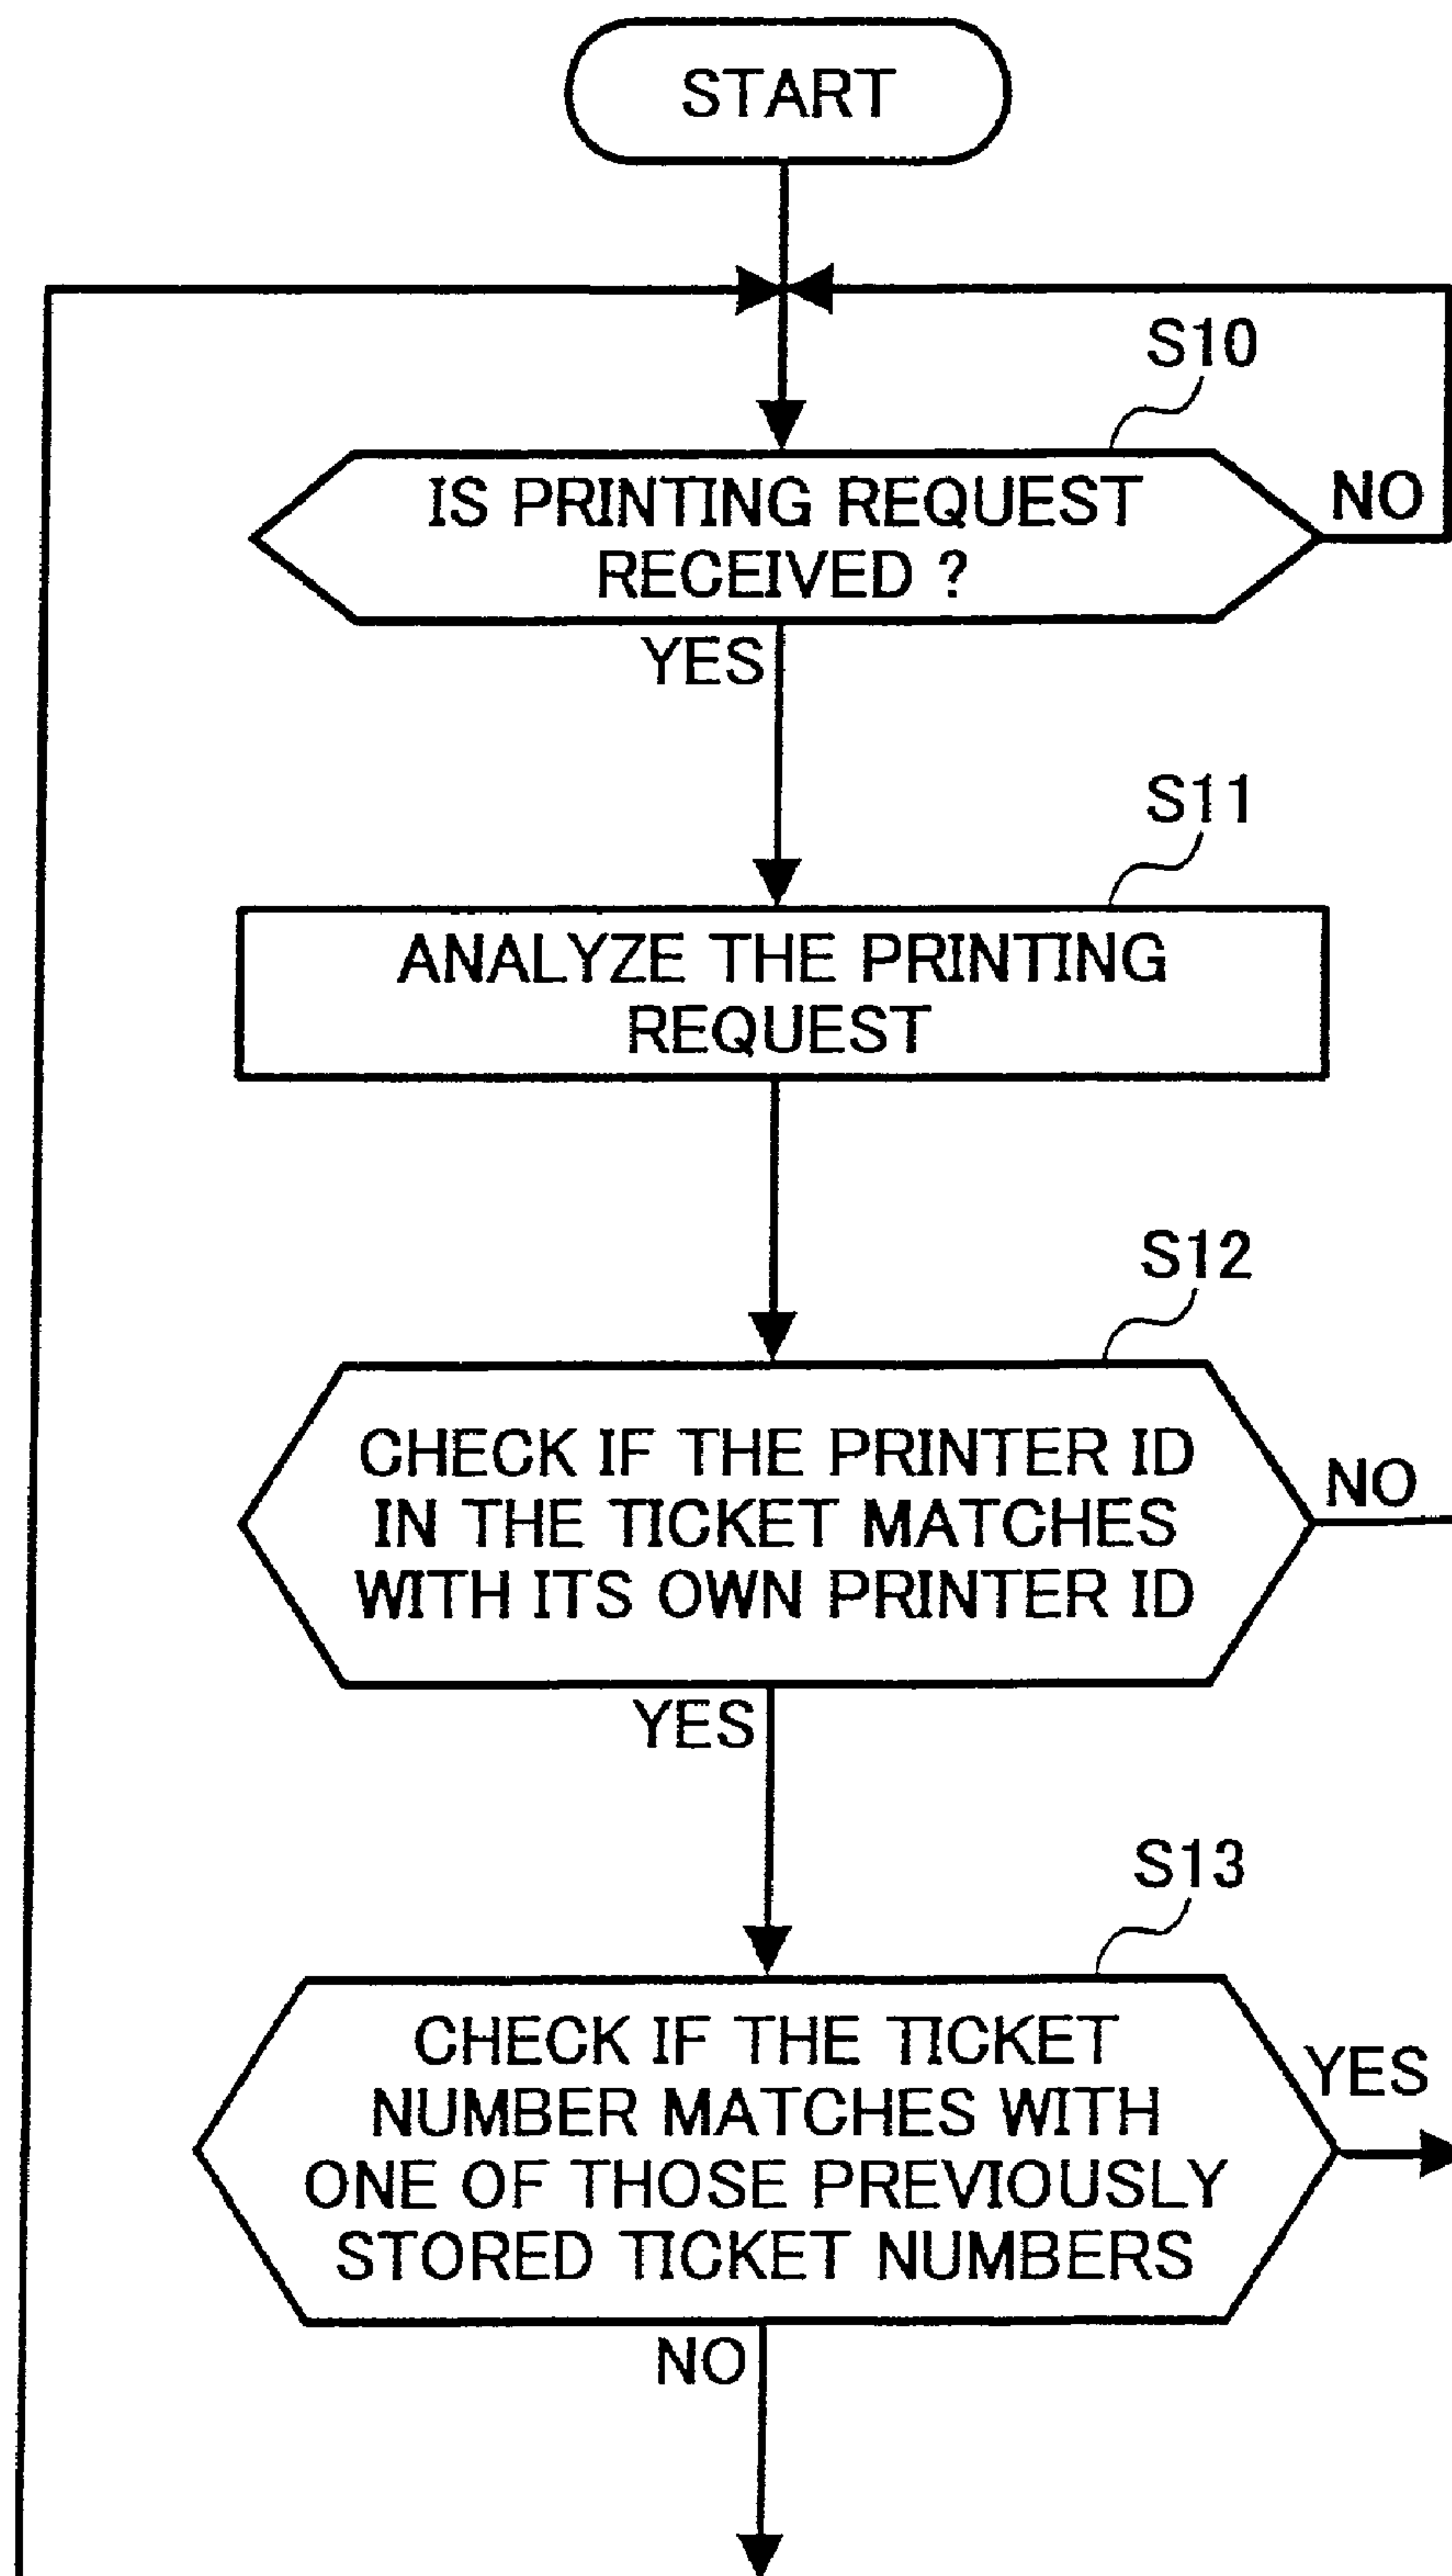 START
S10
IS PRINTING REQUEST
RECEIVED ?
NO
YES
S11
ANALYZE THE PRINTING
REQUEST
S12
CHECK IF THE PRINTER ID
IN THE TICKET MATCHES
WITH ITS OWN PRINTER ID
NO
YES
S13
CHECK IF THE TICKET
NUMBER MATCHES WITH
ONE OF THOSE PREVIOUSLY
STORED TICKET NUMBERS
YES
NO